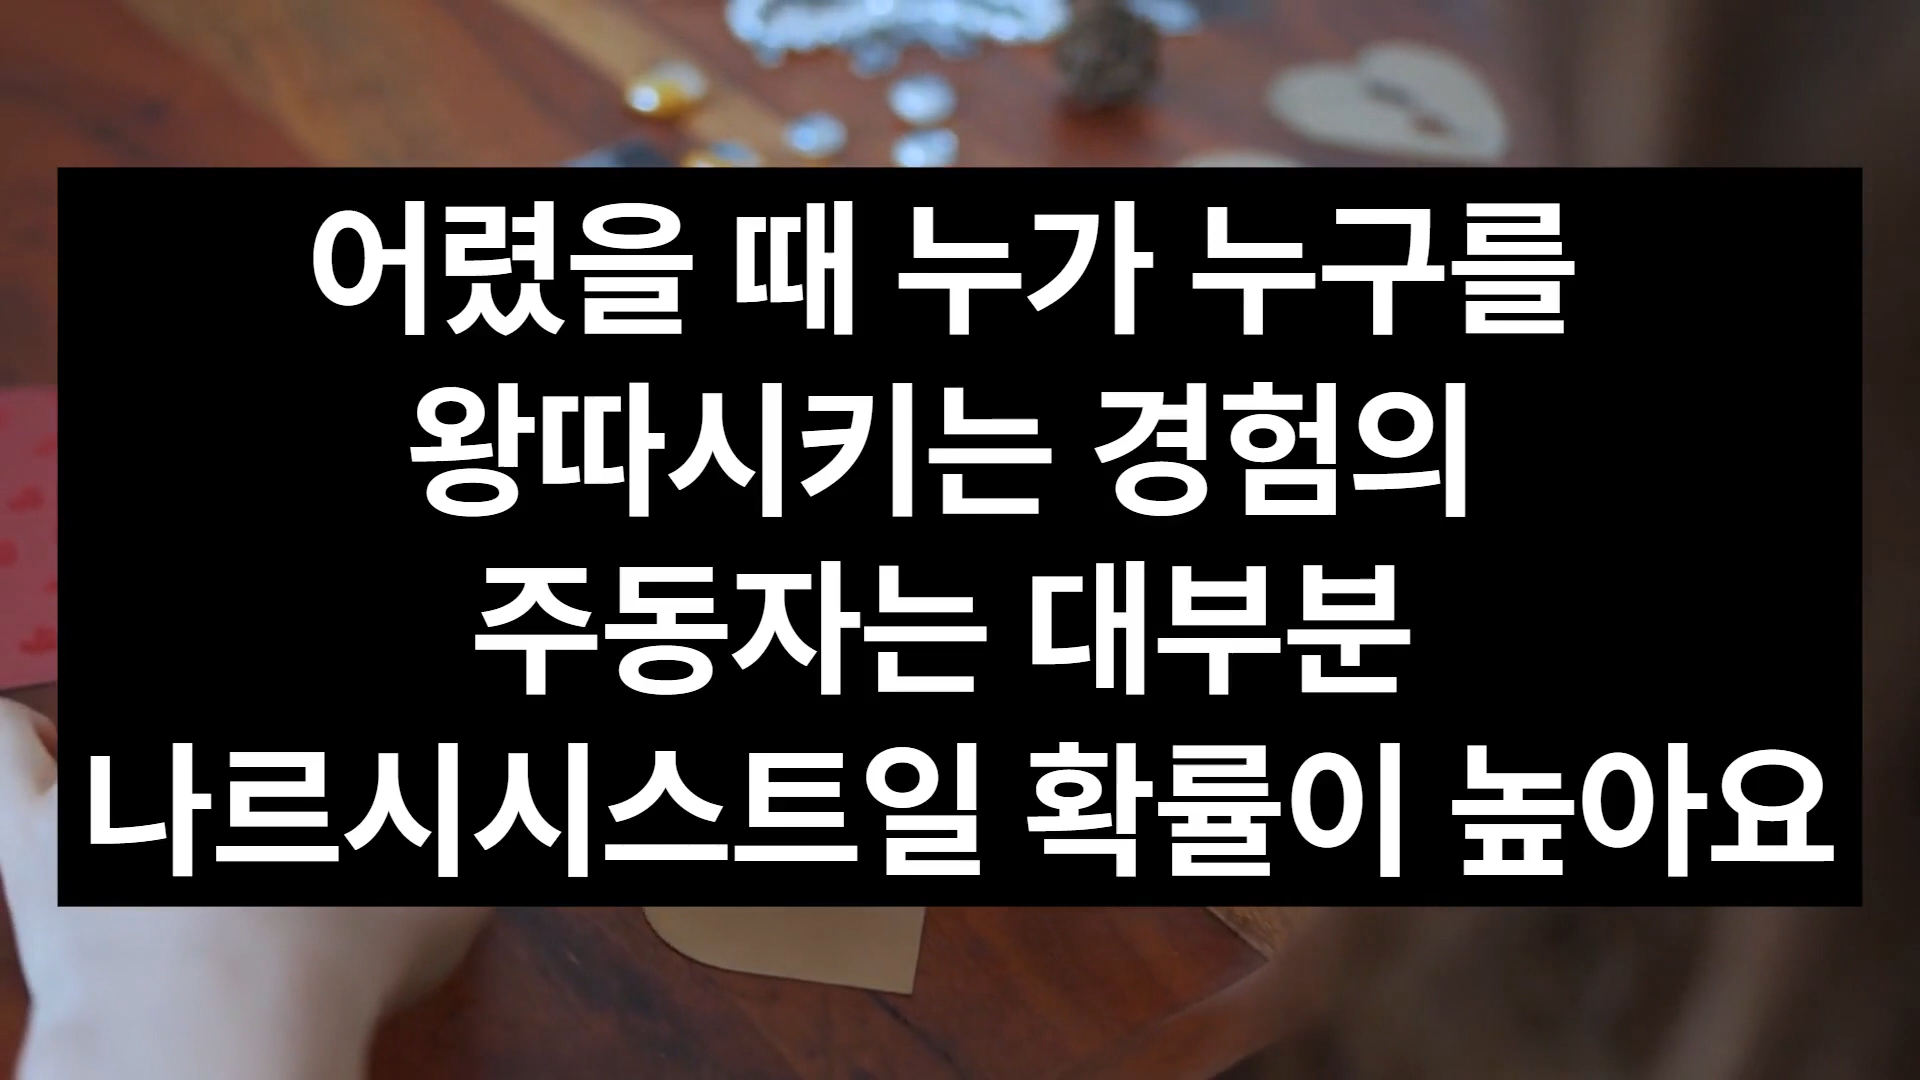 어렸을 때 누가 누구를
왕따시키는 경험의
주동자는 대부분
나르시시스트일 확률이 높아요